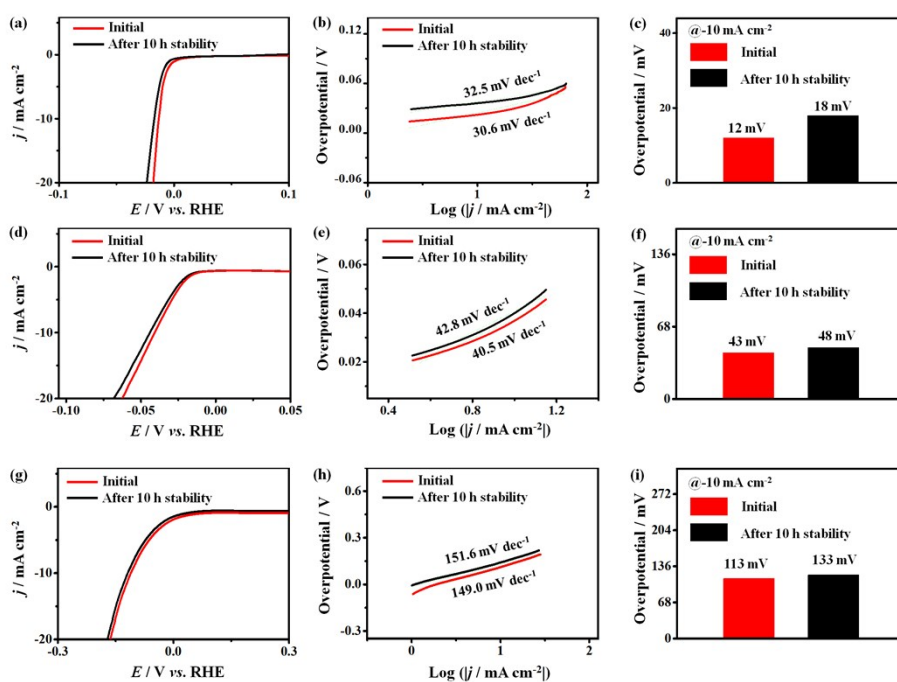 (a)
Initial
After 10 h stability
0
-10
-20
-0.1
0.0
0.1
j / mA cm⁻²
E / V vs. RHE
(b)
Initial
After 10 h stability
0.12
0.06
0.00
-0.06
0
1
2
32.5 mV dec⁻¹
30.6 mV dec⁻¹
Overpotential / V
Log (|j / mA cm⁻²|)
(c)
@-10 mA cm⁻²
Initial
After 10 h stability
40
20
0
12 mV
18 mV
Overpotential / mV
(d)
Initial
After 10 h stability
0
-10
-20
-0.10
-0.05
0.00
0.05
j / mA cm⁻²
E / V vs. RHE
(e)
Initial
After 10 h stability
0.06
0.04
0.02
0.4
0.8
1.2
42.8 mV dec⁻¹
40.5 mV dec⁻¹
Overpotential / V
Log (|j / mA cm⁻²|)
(f)
@-10 mA cm⁻²
Initial
After 10 h stability
136
68
0
43 mV
48 mV
Overpotential / mV
(g)
Initial
After 10 h stability
0
-10
-20
-0.3
0.0
0.3
j / mA cm⁻²
E / V vs. RHE
(h)
Initial
After 10 h stability
0.6
0.3
0.0
-0.3
0
1
2
151.6 mV dec⁻¹
149.0 mV dec⁻¹
Overpotential / V
Log (|j / mA cm⁻²|)
(i)
@-10 mA cm⁻²
Initial
After 10 h stability
272
204
136
68
0
113 mV
133 mV
Overpotential / mV